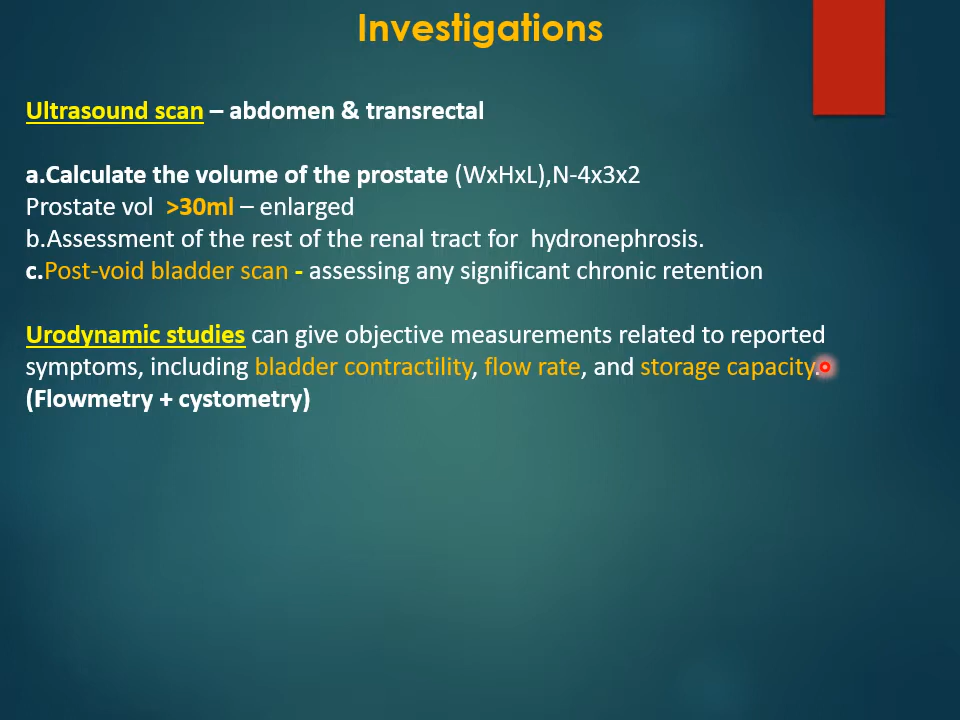 Investigations
Ultrasound scan – abdomen & transrectal
a.Calculate the volume of the prostate (WxHxL),N-4x3x2
Prostate vol  >30ml – enlarged
b.Assessment of the rest of the renal tract for  hydronephrosis.
c.Post-void bladder scan - assessing any significant chronic retention
Urodynamic studies can give objective measurements related to reported
symptoms, including bladder contractility, flow rate, and storage capacity.
(Flowmetry + cystometry)